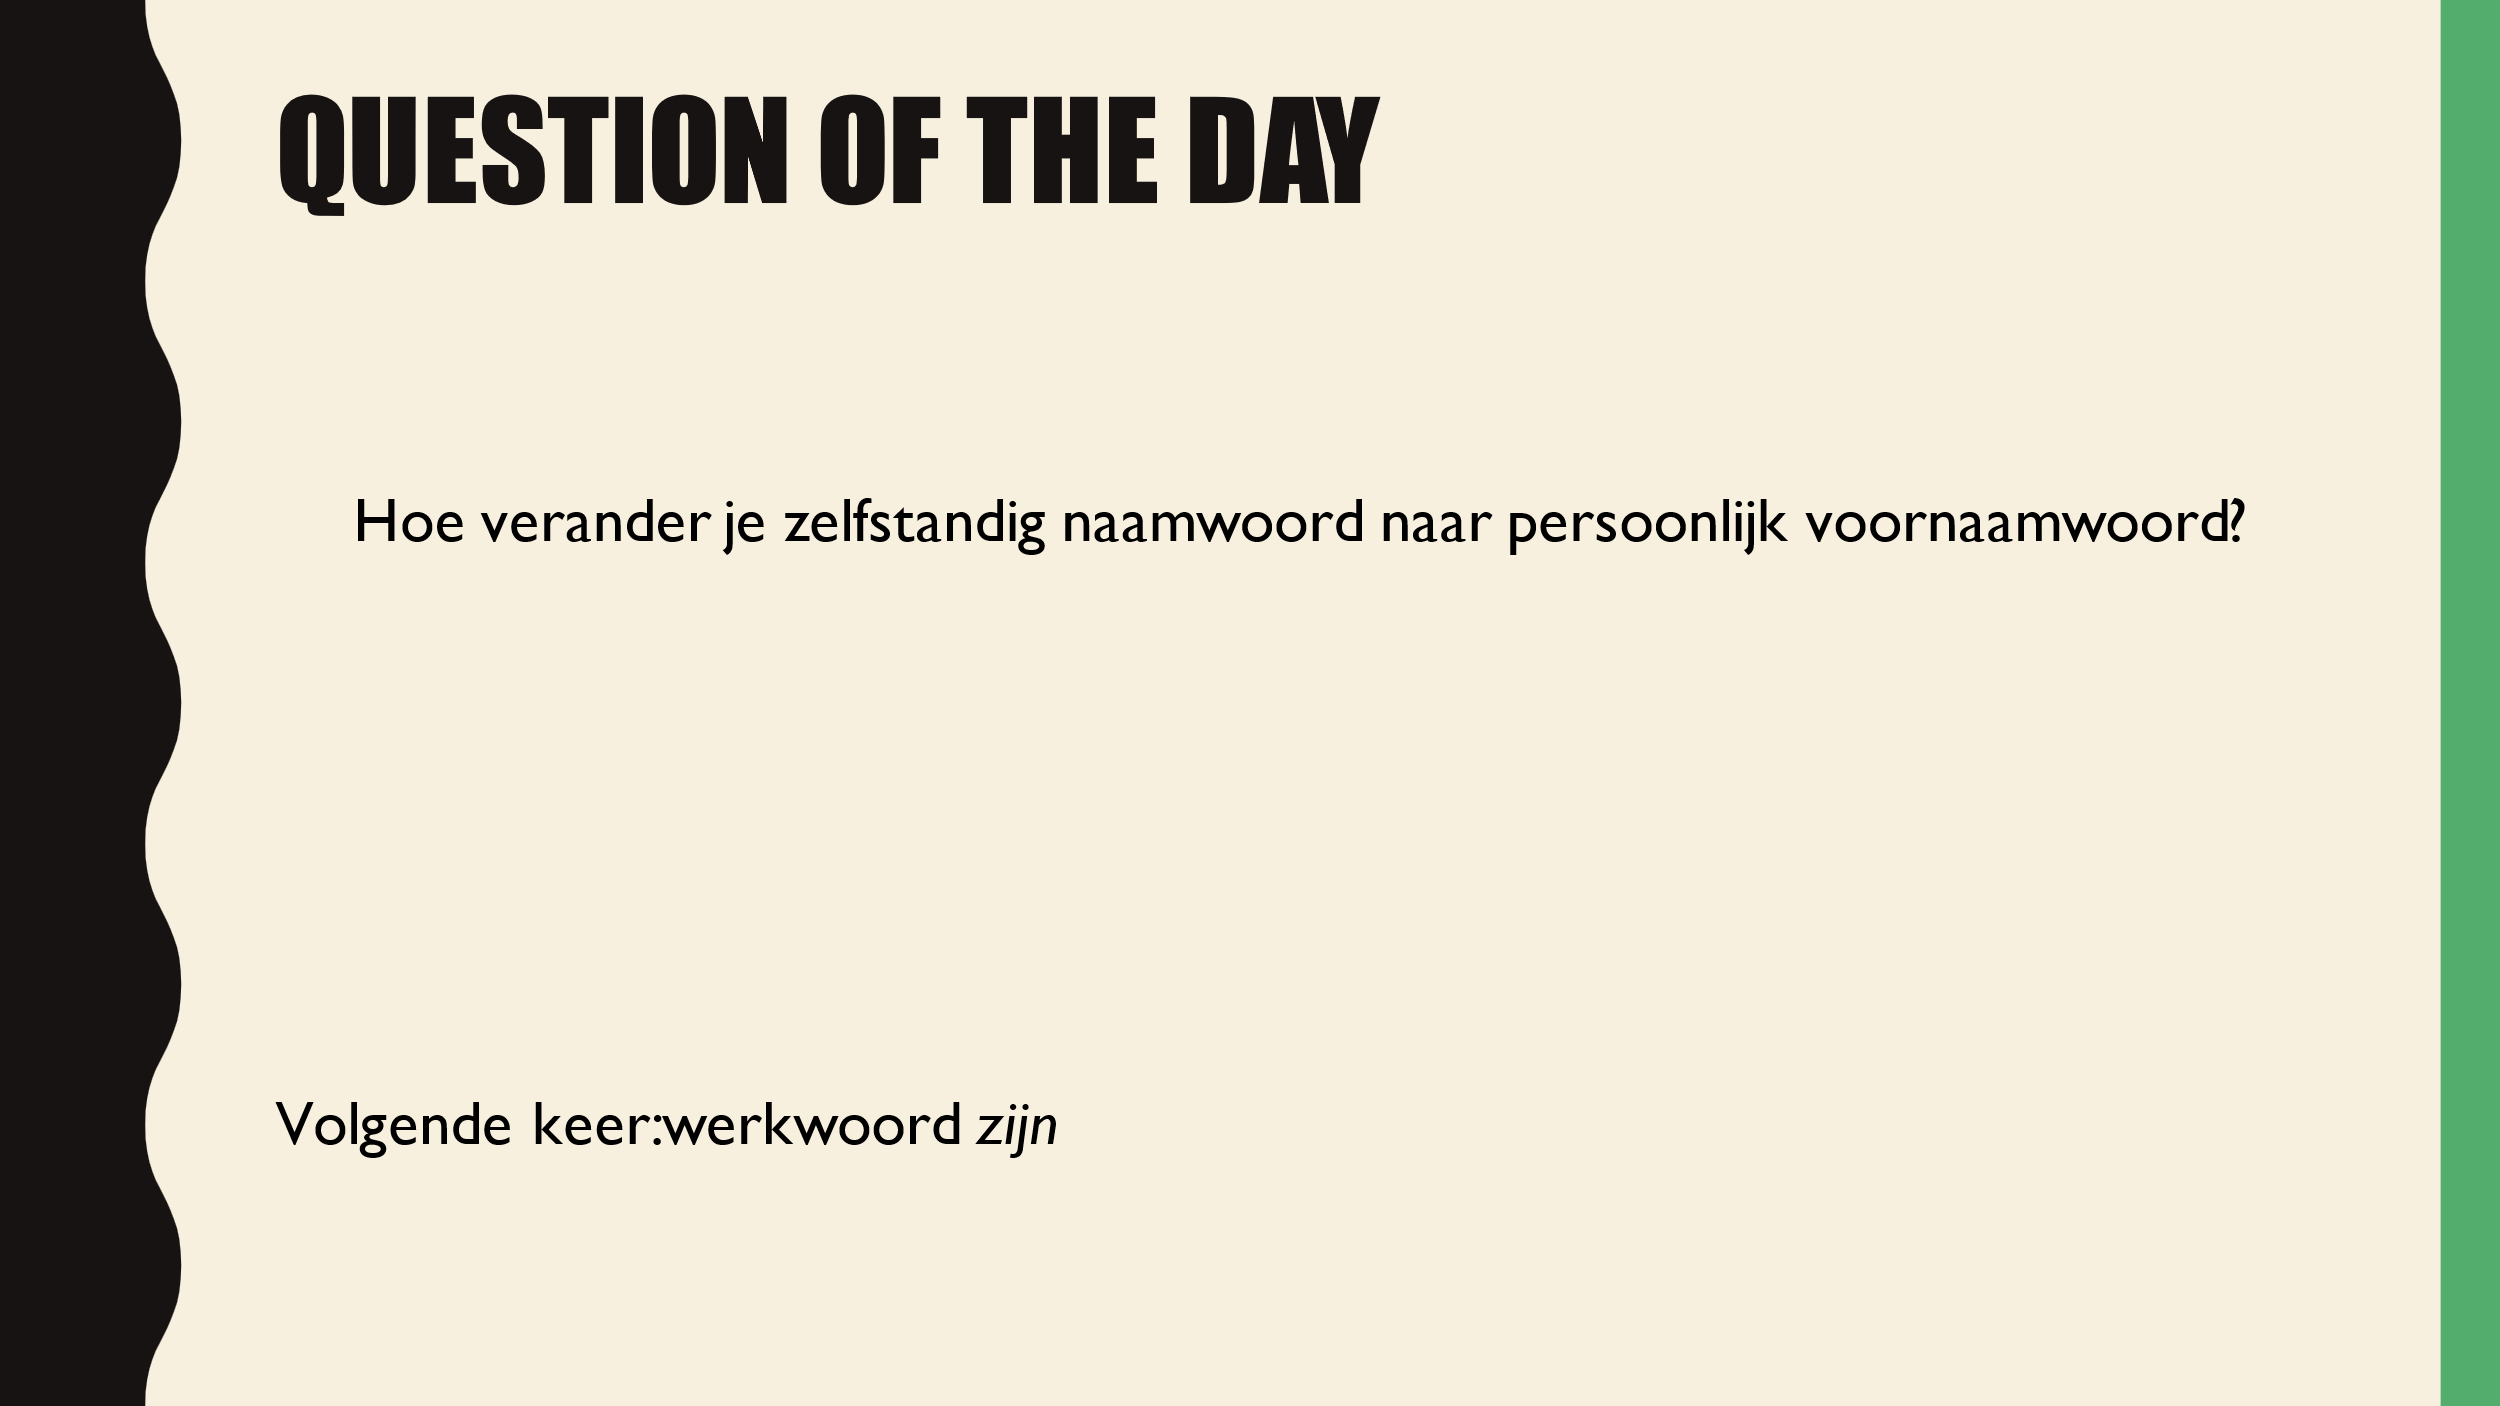 QUESTION OF THE DAY
Hoe verander je zelfstandig naamwoord naar persoonlijk voornaamwoord?
Volgende keer: werkwoord zijn